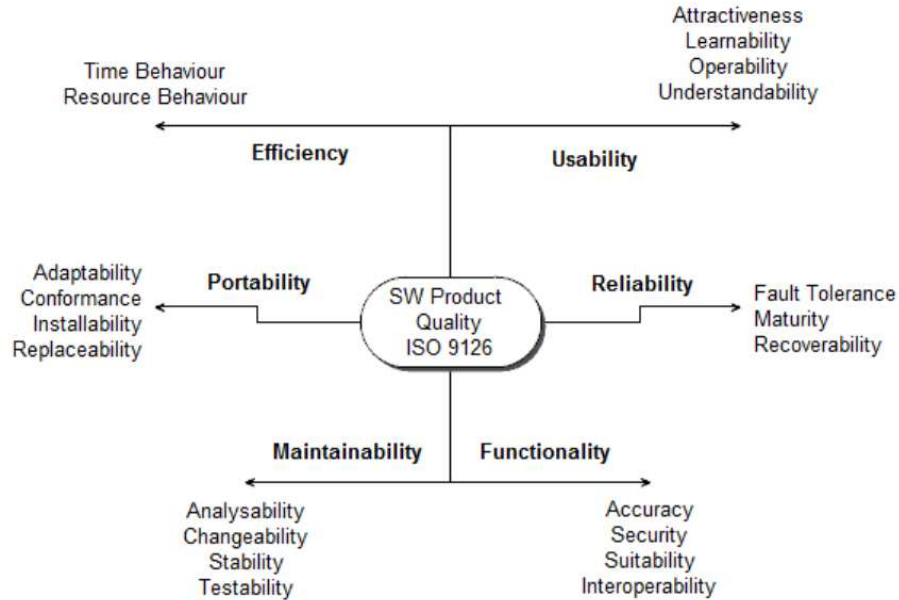 Attractiveness
Learnability
Operability
Understandability
Time Behaviour
Resource Behaviour
Efficiency
Usability
Adaptability
Conformance
Installability
Replaceability
Portability
SW Product
Quality
ISO 9126
Reliability
Fault Tolerance
Maturity
Recoverability
Maintainability
Functionality
Analysability
Changeability
Stability
Testability
Accuracy
Security
Suitability
Interoperability